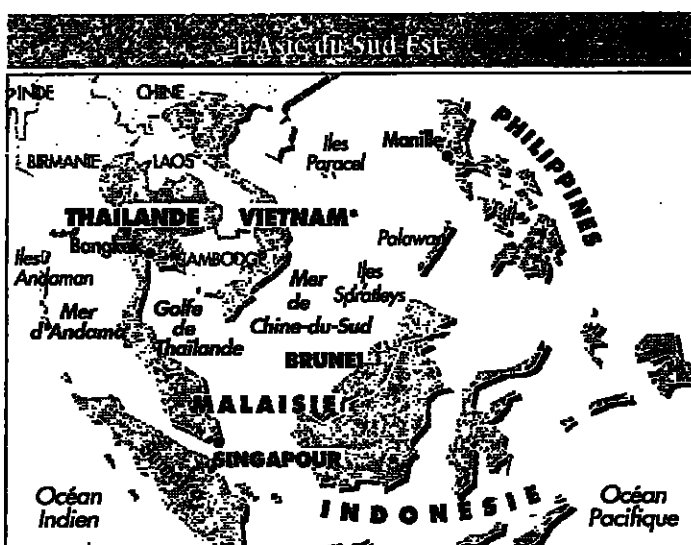 L'Asie du Sud-Est
INDE
CHINE
BIRMANIE
LAOS
Iles
Paracel
Manille
PHILIPPINES
THAILANDE
VIETNAM*
Bangkok
CAMBODGE
Palawan
Iles
Andaman
Mer
d'Andaman
Golfe
de
Thaïlande
Mer
de
Chine-du-Sud
Iles
Spratleys
BRUNEI
MALAISIE
SINGAPOUR
INDONESIE
Océan
Indien
Océan
Pacifique